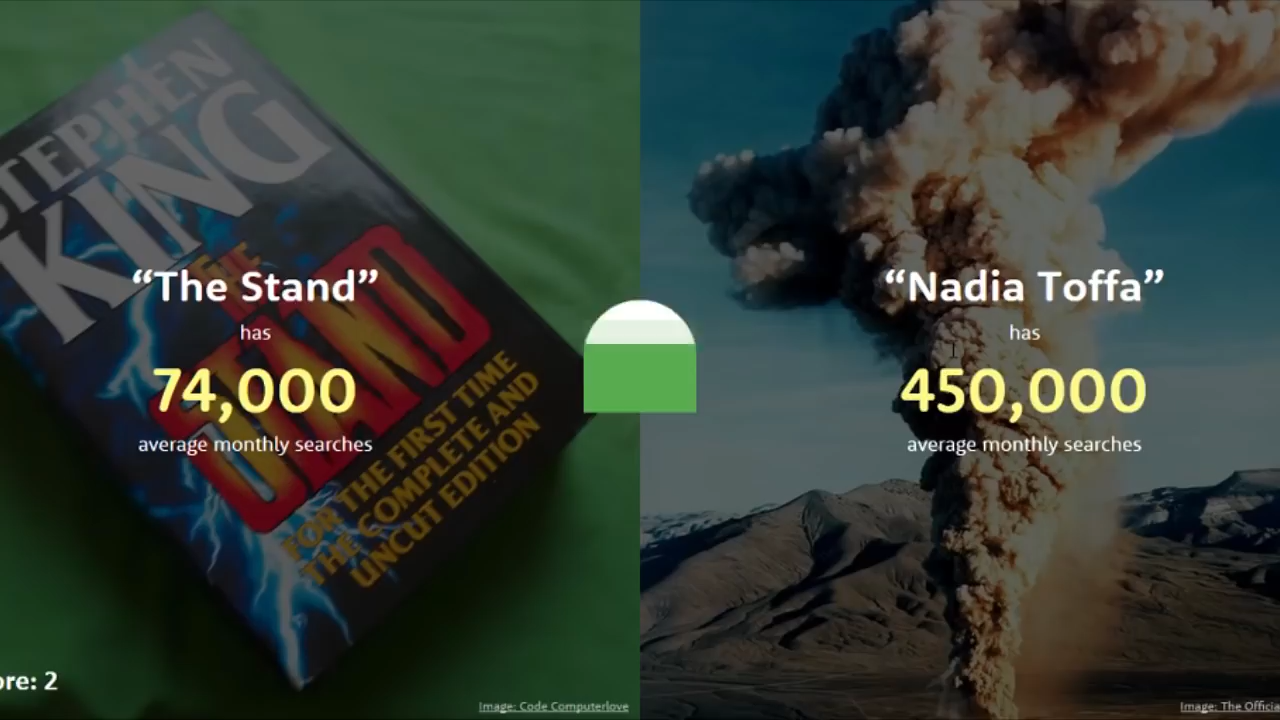 STEPHEN
KING
THE
STAND
FOR THE FIRST TIME
THE COMPLETE AND
UNCUT EDITION
“The Stand”
has
74,000
average monthly searches
“Nadia Toffa”
has
450,000
average monthly searches
ore: 2
Image: Code Computerlove
Image: The Officia